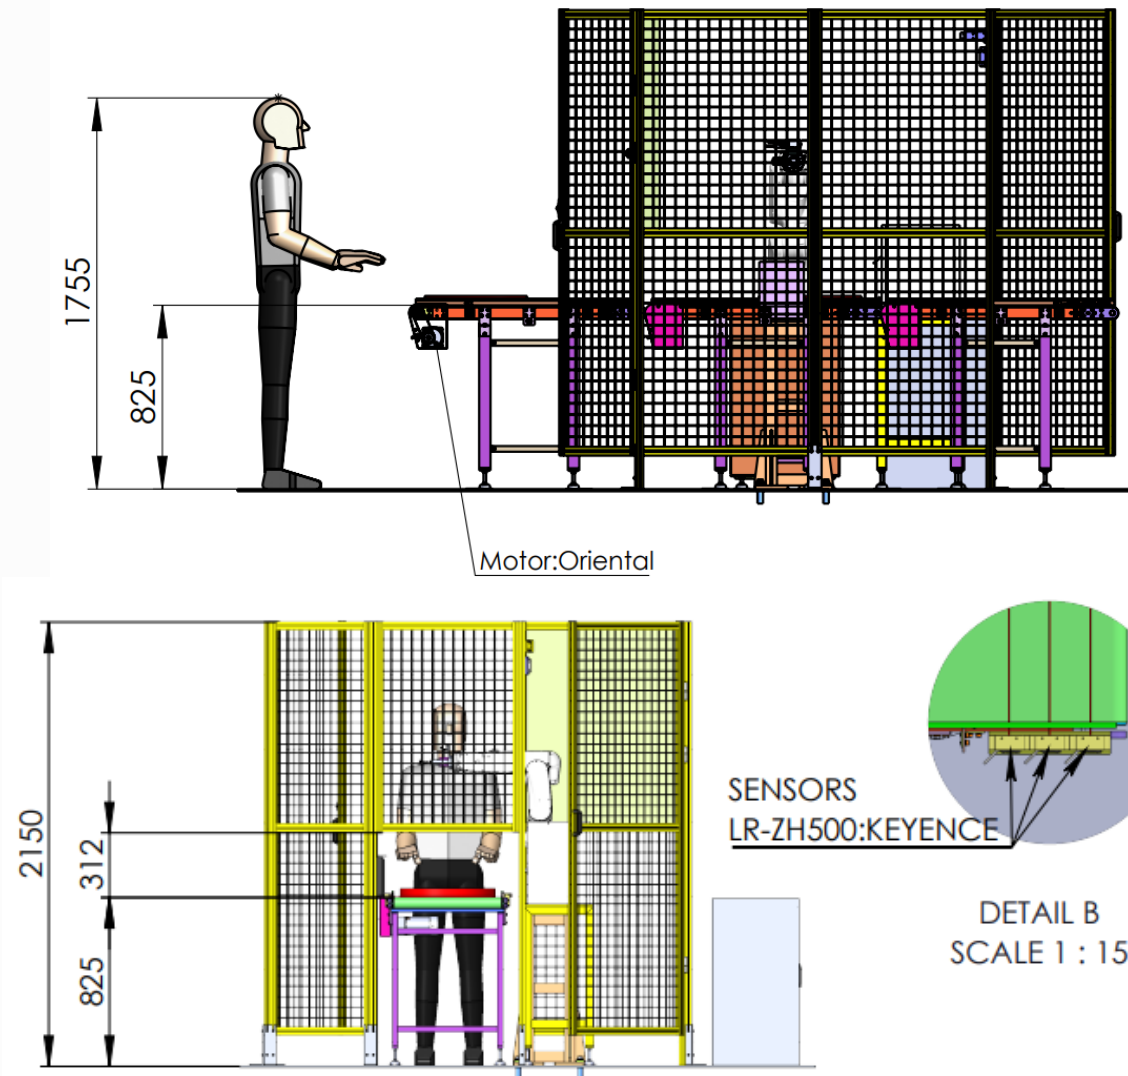 1755
825
Motor:Oriental
2150
312
825
SENSORS
LR-ZH500:KEYENCE
DETAIL B
SCALE 1 : 15